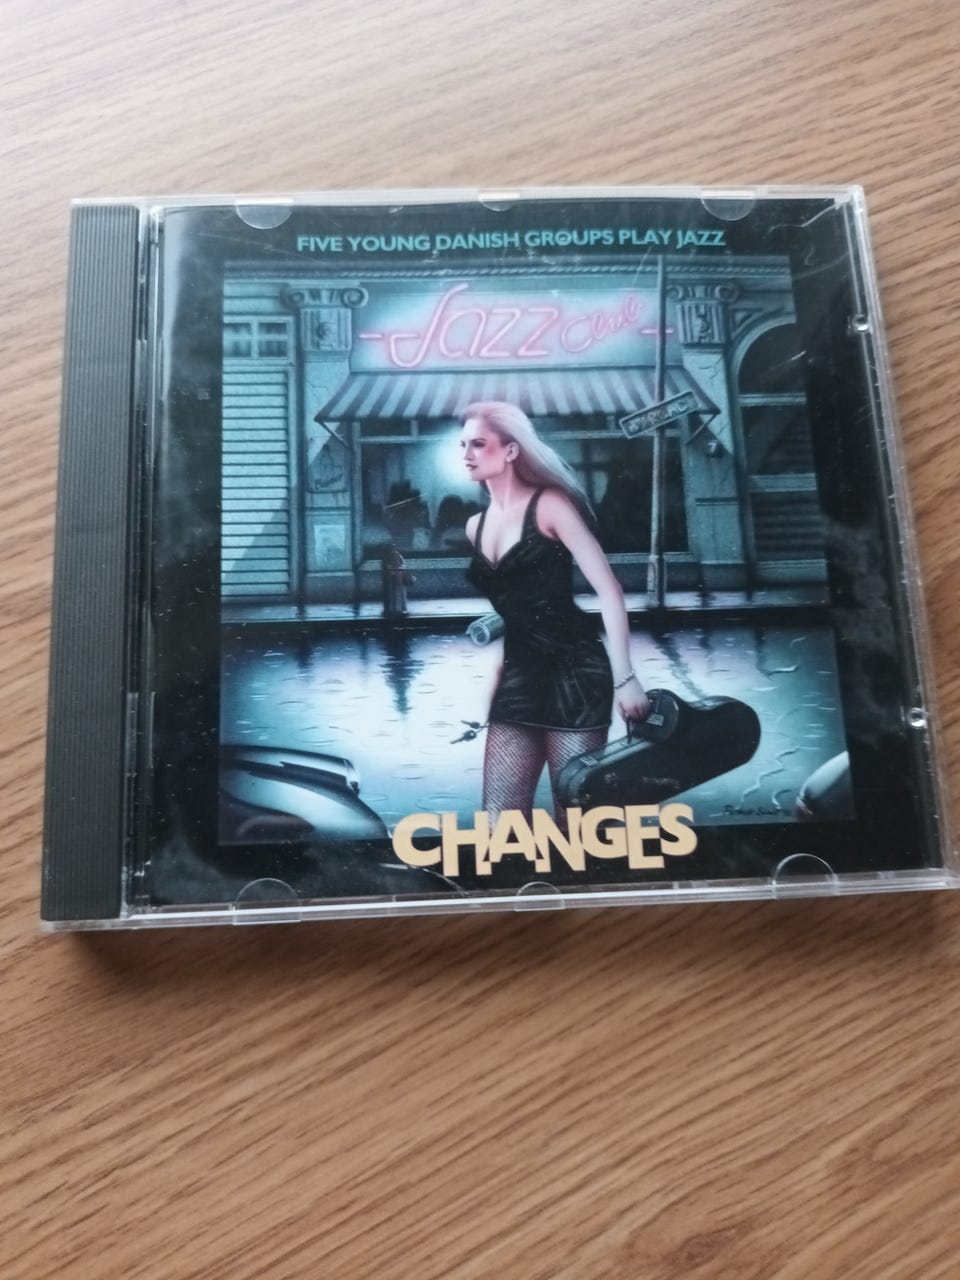 FIVE YOUNG DANISH GROUPS PLAY JAZZ
Jazz Club
CHANGES